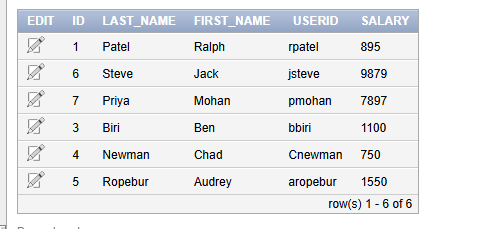 EDIT ID LAST_NAME FIRST_NAME USERID SALARY
1 Patel Ralph rpatel 895
6 Steve Jack jsteve 9879
7 Priya Mohan pmohan 7897
3 Biri Ben bbiri 1100
4 Newman Chad Cnewman 750
5 Ropebur Audrey aropebur 1550
row(s) 1 - 6 of 6